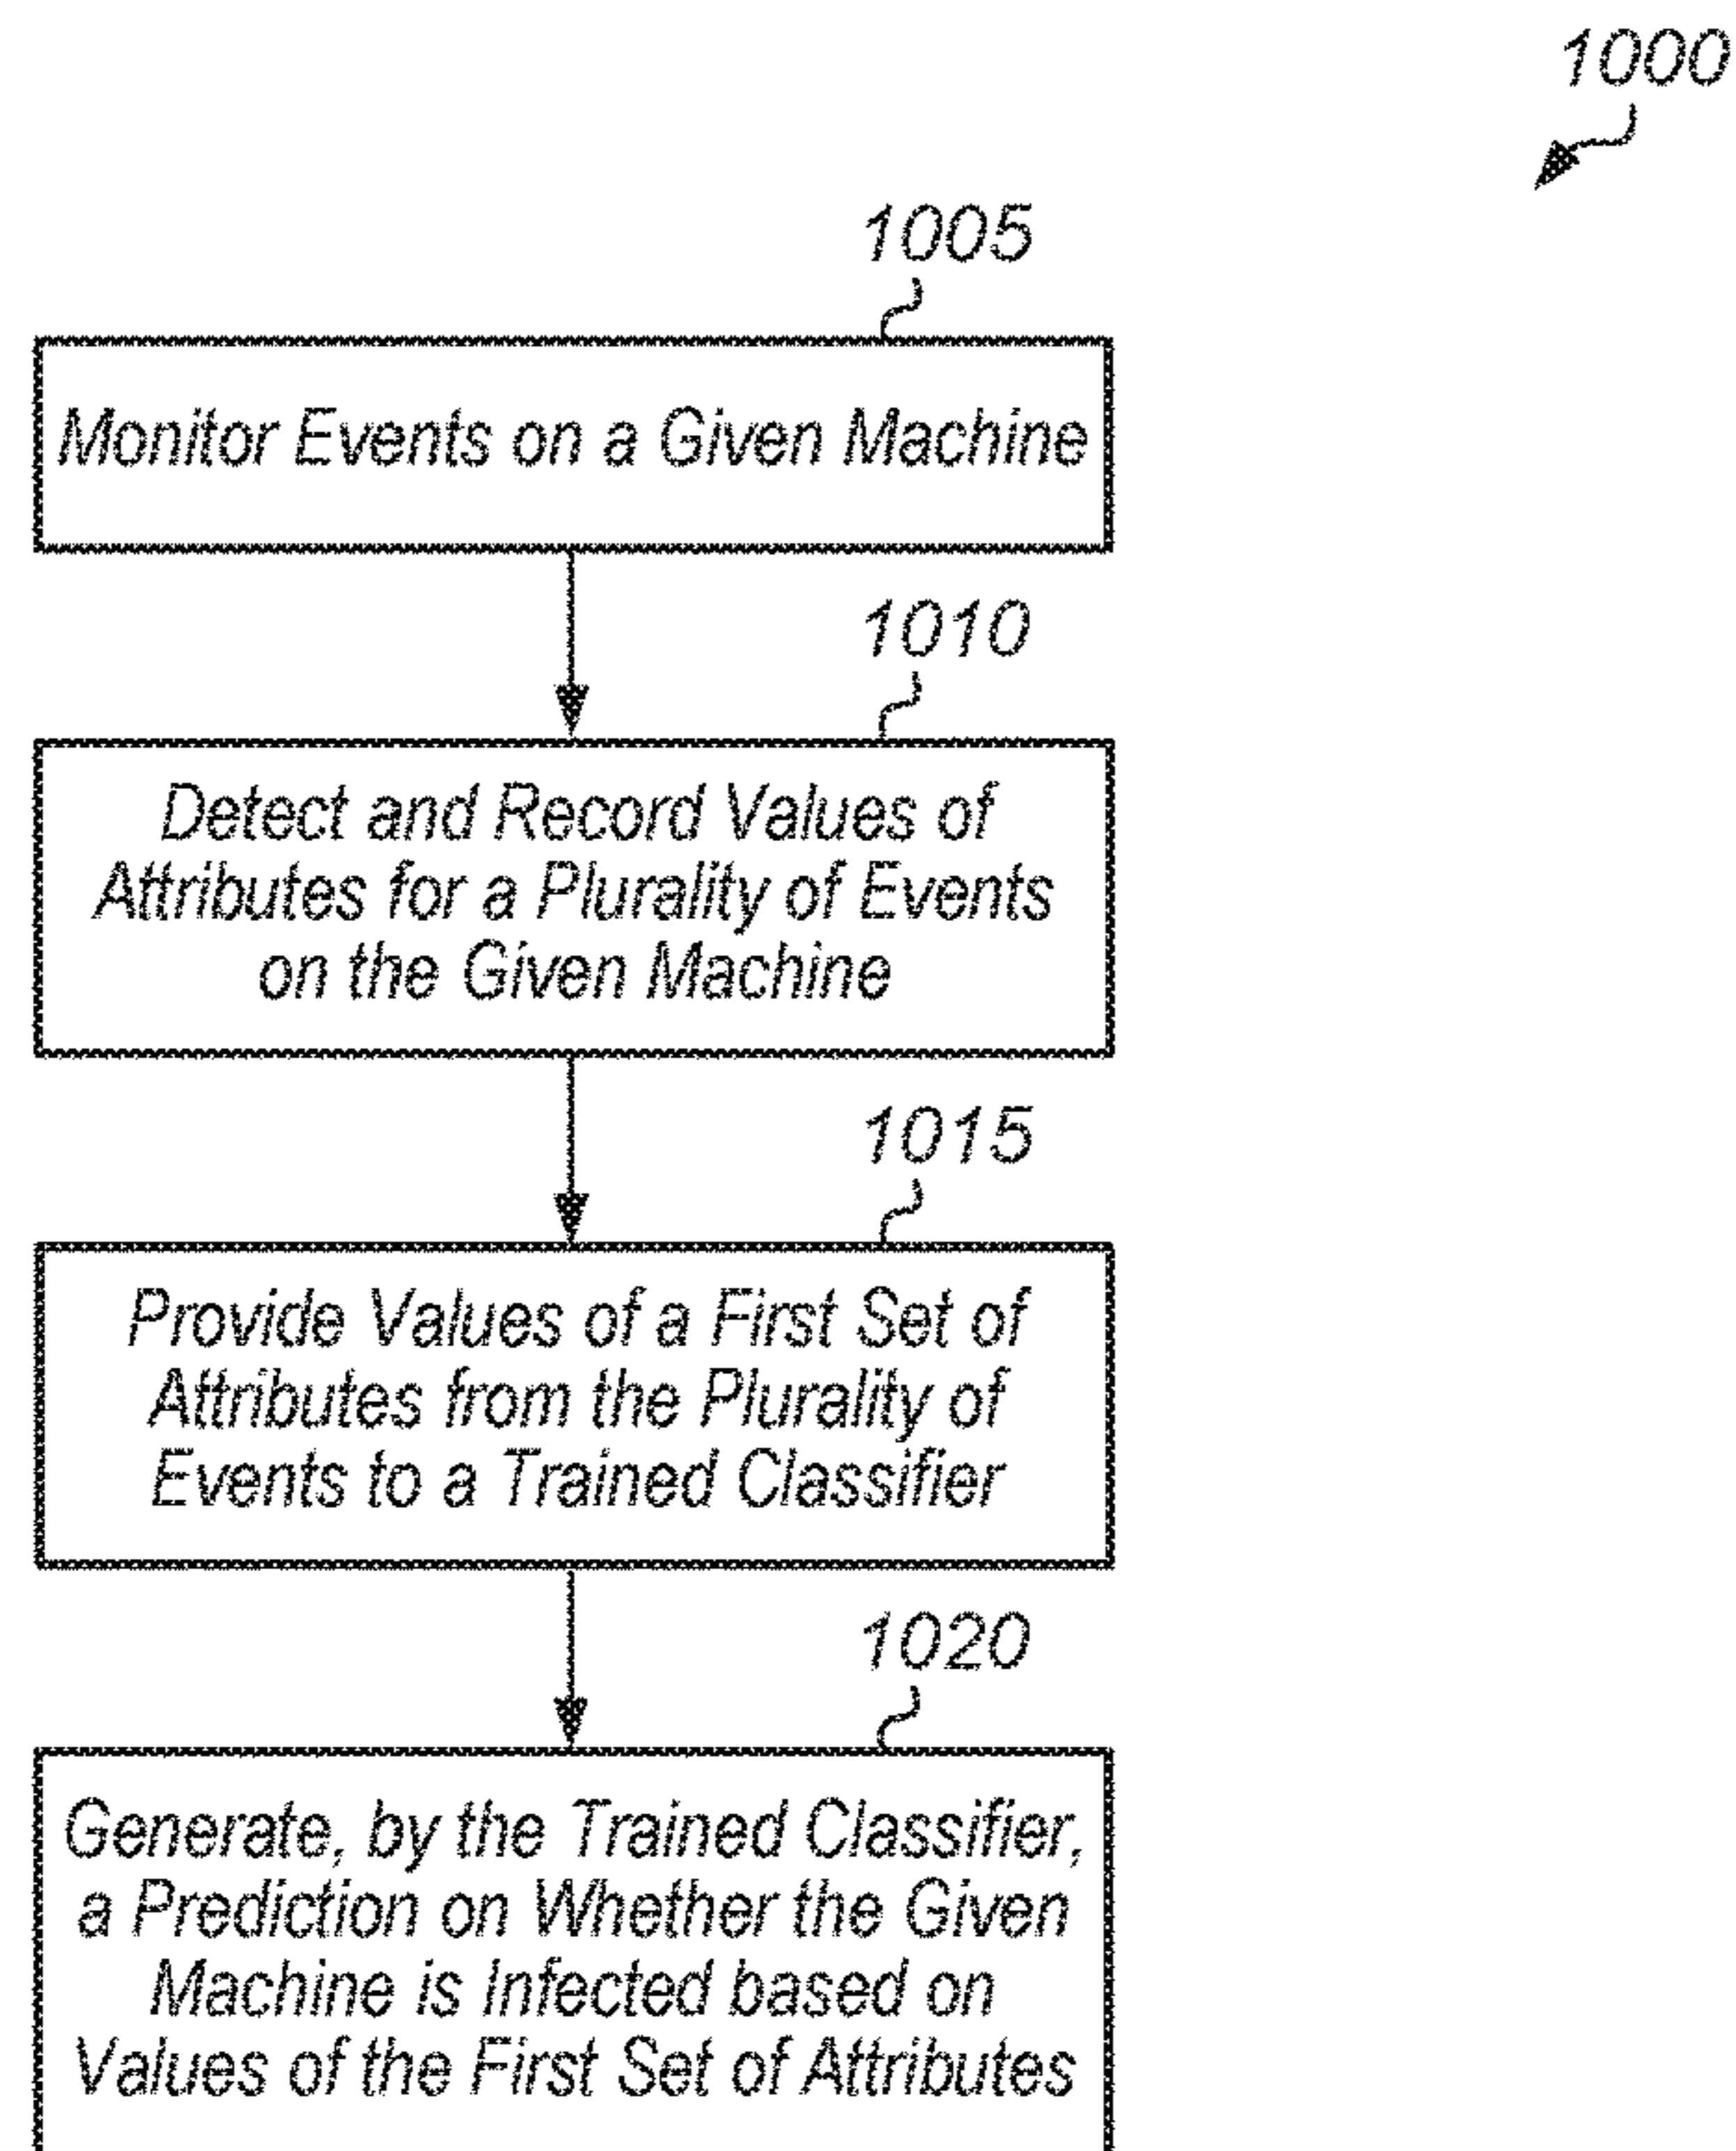 1000
1005
Monitor Events on a Given Machine
1010
Detect and Record Values of
Attributes for a Plurality of Events
on the Given Machine
1015
Provide Values of a First Set of
Attributes from the Plurality of
Events to a Trained Classifier
1020
Generate, by the Trained Classifier,
a Prediction on Whether the Given
Machine is Infected based on
Values of the First Set of Attributes